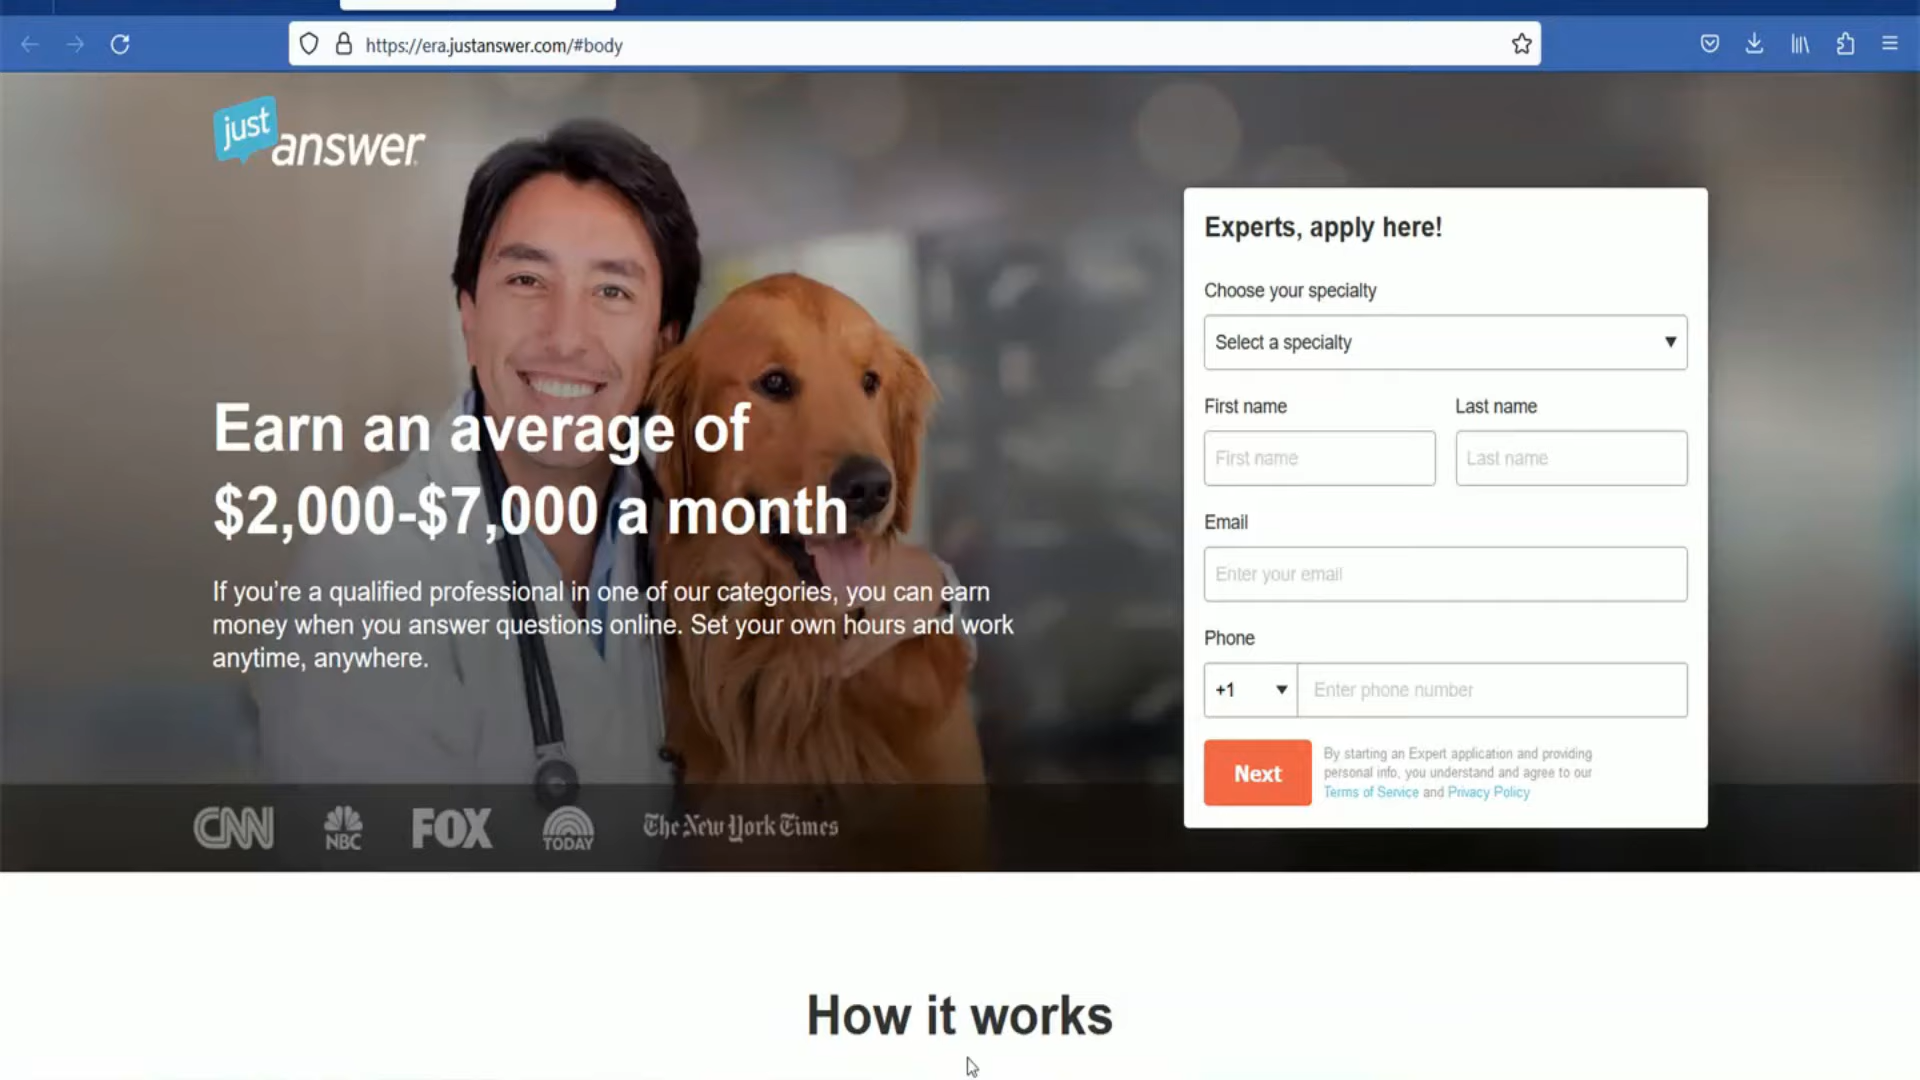 https://era.justanswer.com/#body
just
answer
Earn an average of
$2,000-$7,000 a month
If you’re a qualified professional in one of our categories, you can earn
money when you answer questions online. Set your own hours and work
anytime, anywhere.
CNN
NBC
FOX
TODAY
The New York Times
Experts, apply here!
Choose your specialty
Select a specialty
First name Last name
First name Last name
Email
Enter your email
Phone
+1 Enter phone number
Next
By starting an Expert application and providing
personal info, you understand and agree to our
Terms of Service and Privacy Policy
How it works